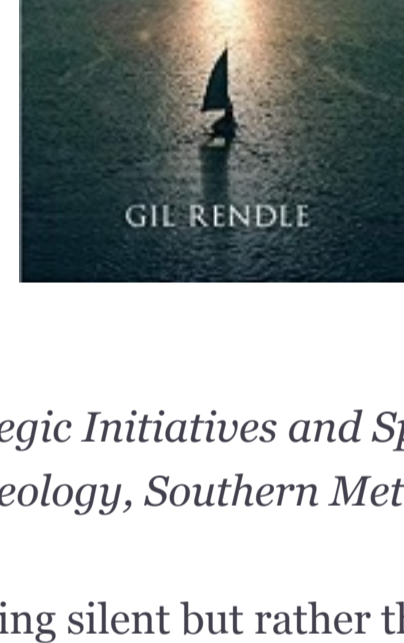 GIL RENDLE
egic Initiatives and Sp
eology, Southern Met
ing silent but rather th